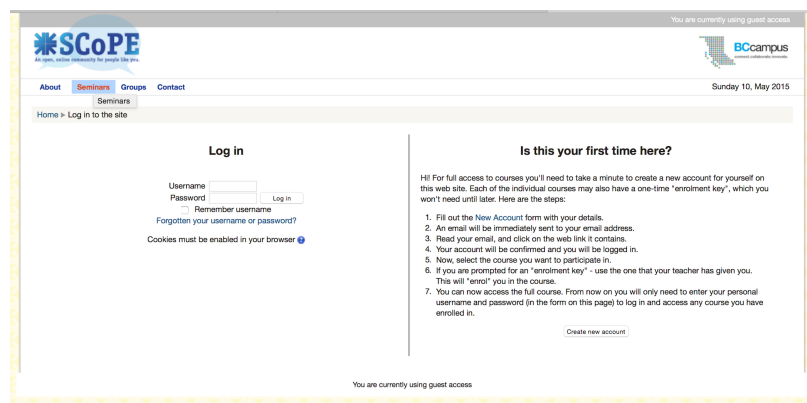 You are currently using guest access
SCoPE
An open, online community for people like you.
BCcampus
connect. collaborate. innovate.
About Seminars Groups Contact
Sunday 10, May 2015
Seminars
Home ▶ Log in to the site
Log in
Username
Password
Log in
Remember username
Forgotten your username or password?
Cookies must be enabled in your browser
Is this your first time here?
Hi! For full access to courses you'll need to take a minute to create a new account for yourself on
this web site. Each of the individual courses may also have a one-time "enrolment key", which you
won't need until later. Here are the steps:
1. Fill out the New Account form with your details.
2. An email will be immediately sent to your email address.
3. Read your email, and click on the web link it contains.
4. Your account will be confirmed and you will be logged in.
5. Now, select the course you want to participate in.
6. If you are prompted for an "enrolment key" - use the one that your teacher has given you.
This will "enrol" you in the course.
7. You can now access the full course. From now on you will only need to enter your personal
username and password (in the form on this page) to log in and access any course you have
enrolled in.
Create new account
You are currently using guest access